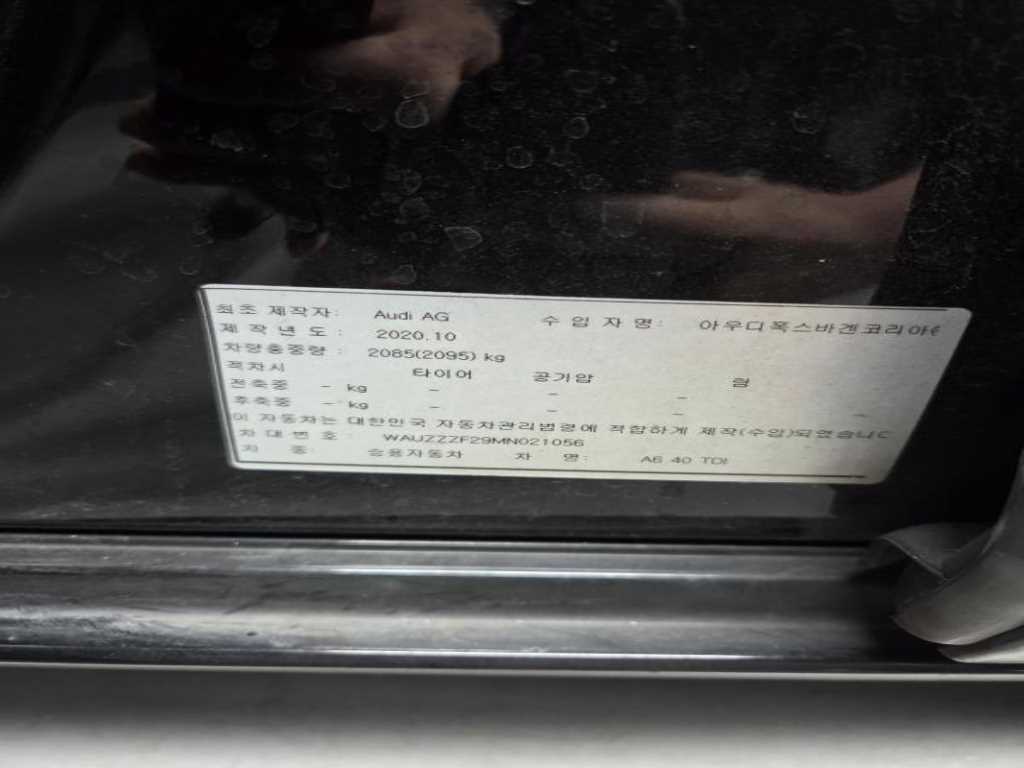 최초 제작자: Audi AG 수 입 자 명: 아우디폭스바겐코리아
제 작 년 도 : 2020.10
차량총중량 : 2085(2095) kg
적차시 타이어 공기압 림
전축중 - kg - - -
후축중 - kg - - - -
이 자동차는 대한민국 자동차관리법령에 적합하게 제작(수입)되었습니다
차 대 번 호 : WAUZZZF29MN021056
차 종: 승용자동차 차 명: A6 40 TDI